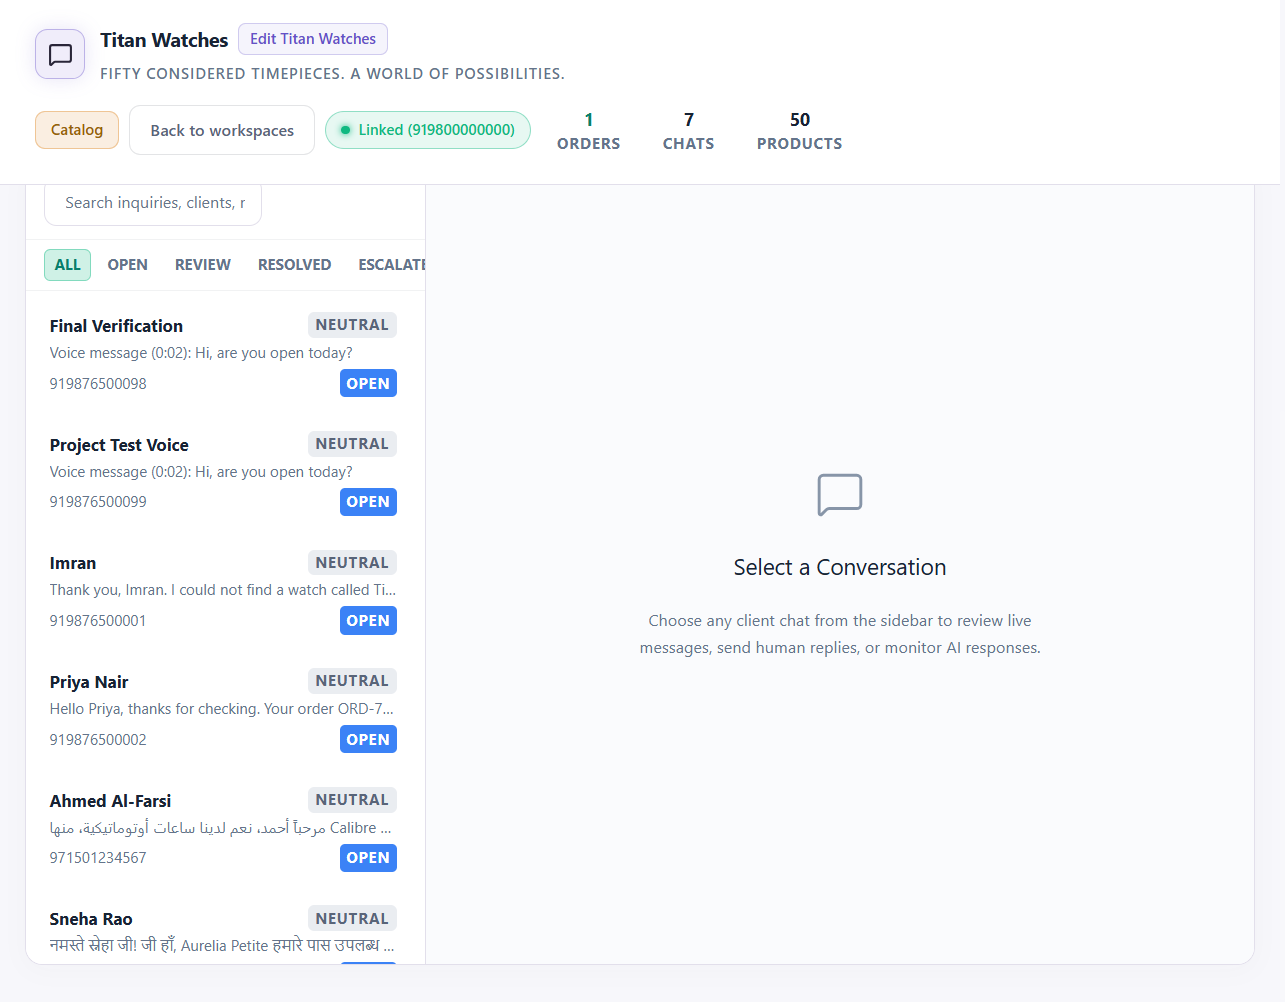 Titan Watches
Edit Titan Watches
FIFTY CONSIDERED TIMEPIECES. A WORLD OF POSSIBILITIES.
Catalog
Back to workspaces
Linked (919800000000)
1
ORDERS
7
CHATS
50
PRODUCTS
Search inquiries, clients, r
ALL
OPEN
REVIEW
RESOLVED
ESCALATE
Final Verification
NEUTRAL
Voice message (0:02): Hi, are you open today?
919876500098
OPEN
Project Test Voice
NEUTRAL
Voice message (0:02): Hi, are you open today?
919876500099
OPEN
Imran
NEUTRAL
Thank you, Imran. I could not find a watch called Ti...
919876500001
OPEN
Priya Nair
NEUTRAL
Hello Priya, thanks for checking. Your order ORD-7...
919876500002
OPEN
Ahmed Al-Farsi
NEUTRAL
مرحباً أحمد، نعم لدينا ساعات أوتوماتيكية، منها Calibre ...
971501234567
OPEN
Sneha Rao
NEUTRAL
नमस्ते स्नेहा जी! जी हाँ, Aurelia Petite हमारे पास उपलब्ध ...
Select a Conversation
Choose any client chat from the sidebar to review live
messages, send human replies, or monitor AI responses.